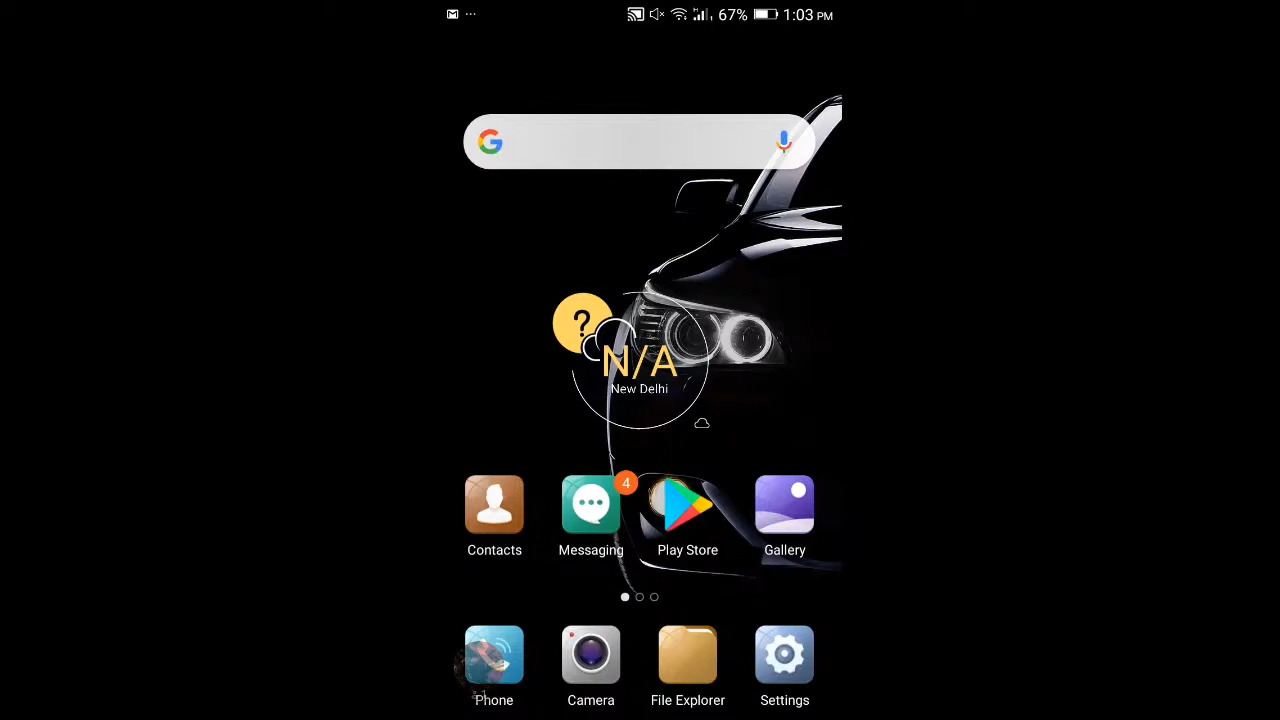 67% 1:03 PM
N/A
New Delhi
4
Contacts Messaging Play Store Gallery
Phone Camera File Explorer Settings